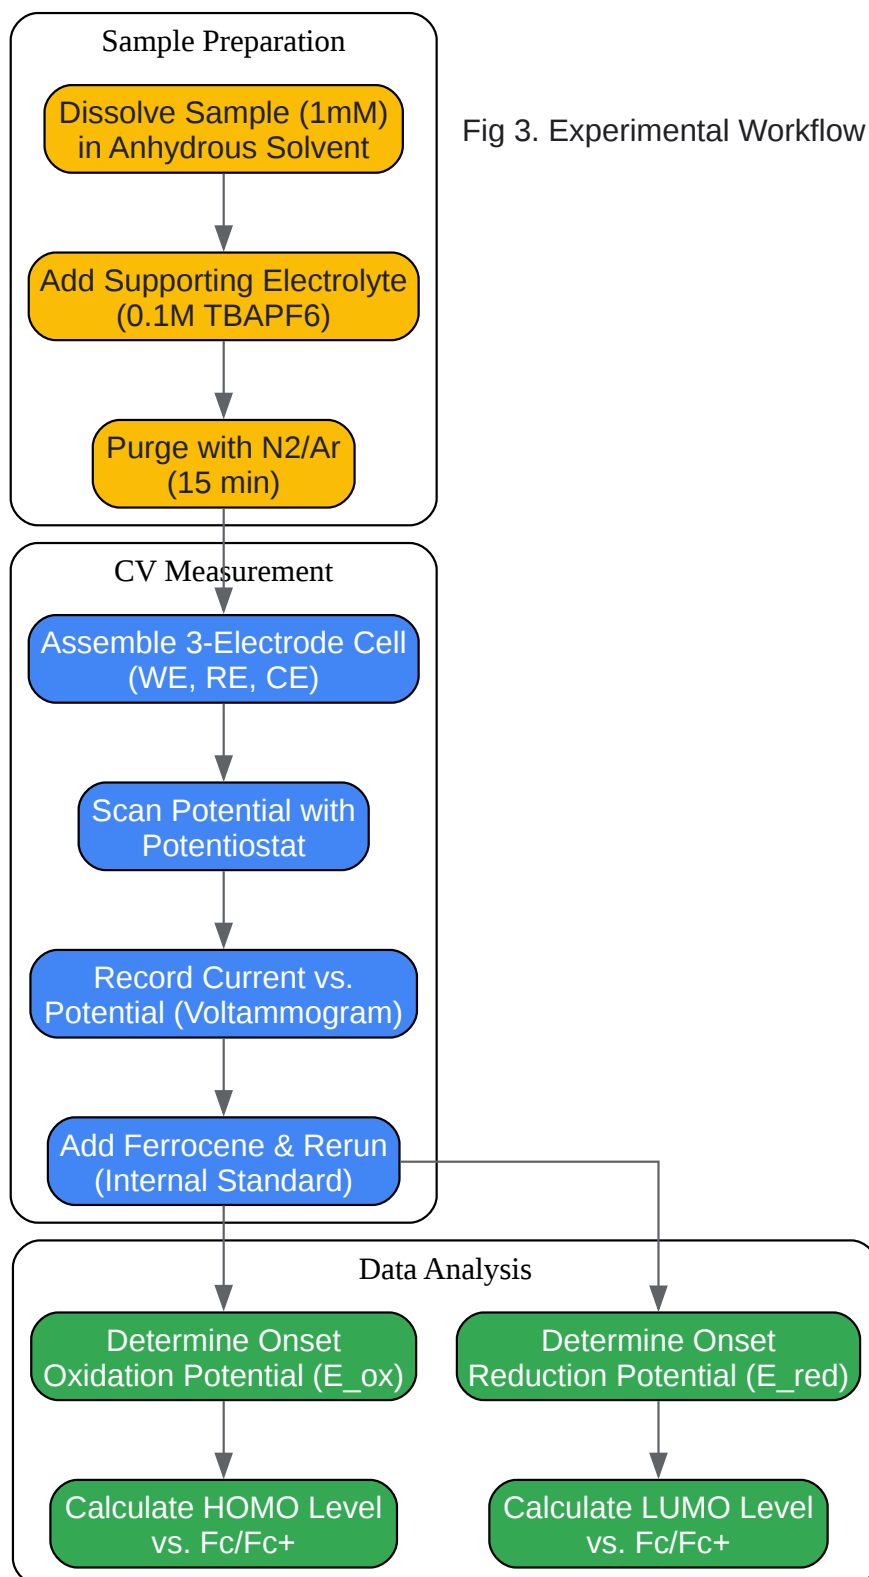 Sample Preparation
Dissolve Sample (1mM)
in Anhydrous Solvent
Fig 3. Experimental Workflow
Add Supporting Electrolyte
(0.1M TBAPF6)
Purge with N2/Ar
(15 min)
CV Measurement
Assemble 3-Electrode Cell
(WE, RE, CE)
Scan Potential with
Potentiostat
Record Current vs.
Potential (Voltammogram)
Add Ferrocene & Rerun
(Internal Standard)
Data Analysis
Determine Onset
Oxidation Potential (E_ox)
Determine Onset
Reduction Potential (E_red)
Calculate HOMO Level
vs. Fc/Fc+
Calculate LUMO Level
vs. Fc/Fc+